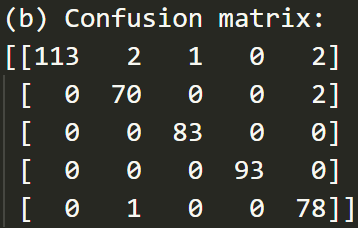 (b) Confusion matrix:
[[113 2 1 0 2]
[ 0 70 0 0 2]
[ 0 0 83 0 0]
[ 0 0 0 93 0]
[ 0 1 0 0 78]]